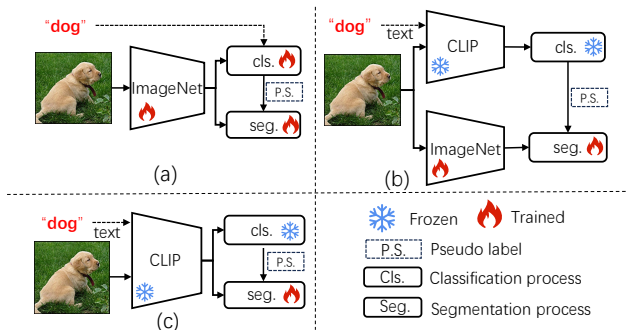 "dog"
cls.
ImageNet
P.S.
seg.
(a)
"dog"
text
CLIP
cls.
P.S.
ImageNet
seg.
(b)
"dog"
text
cls.
CLIP
P.S.
seg.
(c)
Frozen Trained
P.S. Pseudo label
Cls. Classification process
Seg. Segmentation process